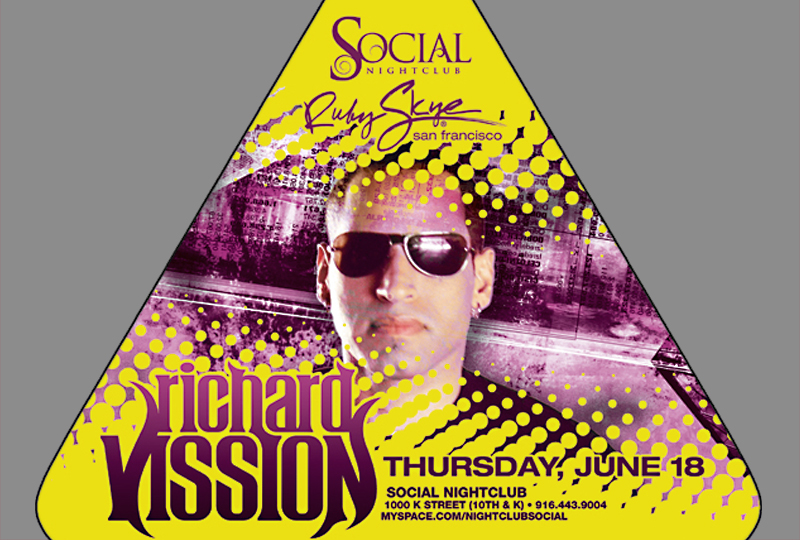 SOCIAL
NIGHTCLUB
Ruby Skye®
san francisco
richard
VISSION
THURSDAY, JUNE 18
SOCIAL NIGHTCLUB
1000 K STREET (10TH & K) • 916.443.9004
MYSPACE.COM/NIGHTCLUBSOCIAL